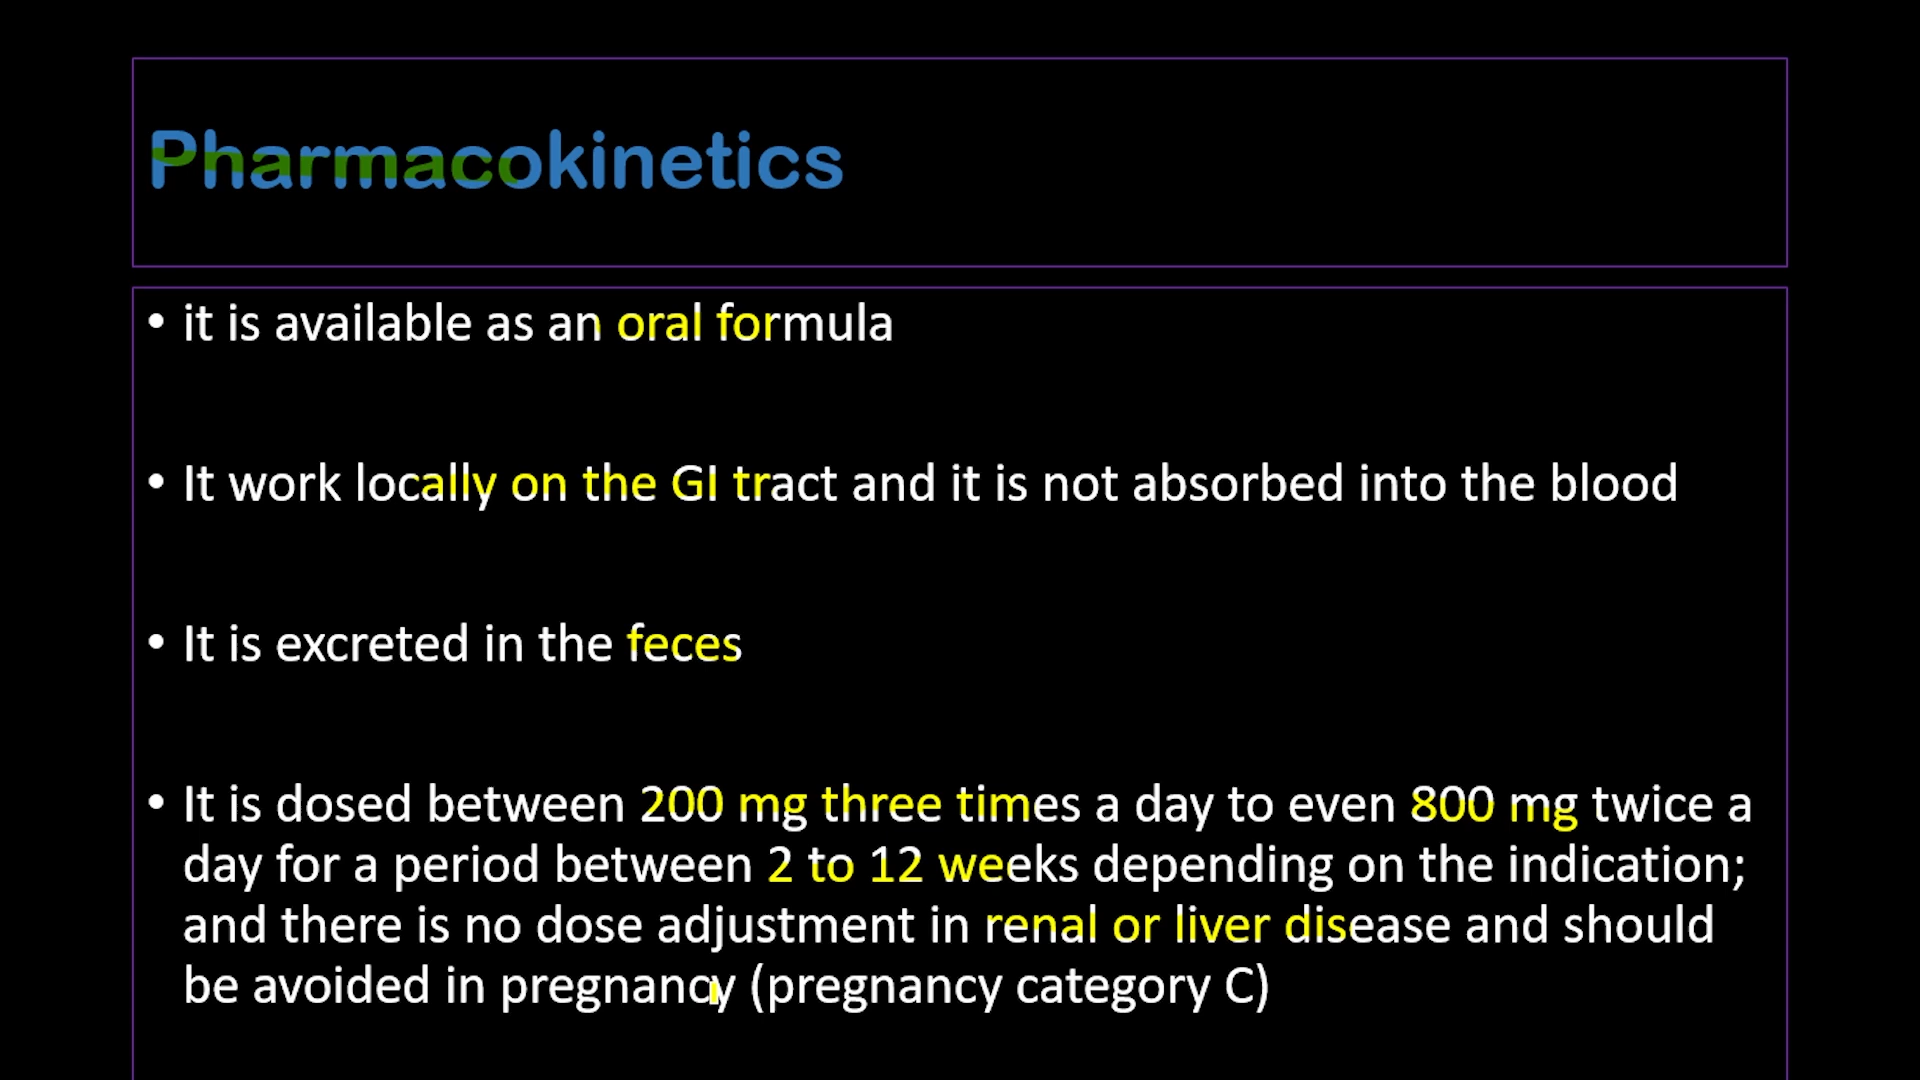 Pharmacokinetics
• it is available as an oral formula
• It work locally on the GI tract and it is not absorbed into the blood
• It is excreted in the feces
• It is dosed between 200 mg three times a day to even 800 mg twice a
day for a period between 2 to 12 weeks depending on the indication;
and there is no dose adjustment in renal or liver disease and should
be avoided in pregnancy (pregnancy category C)